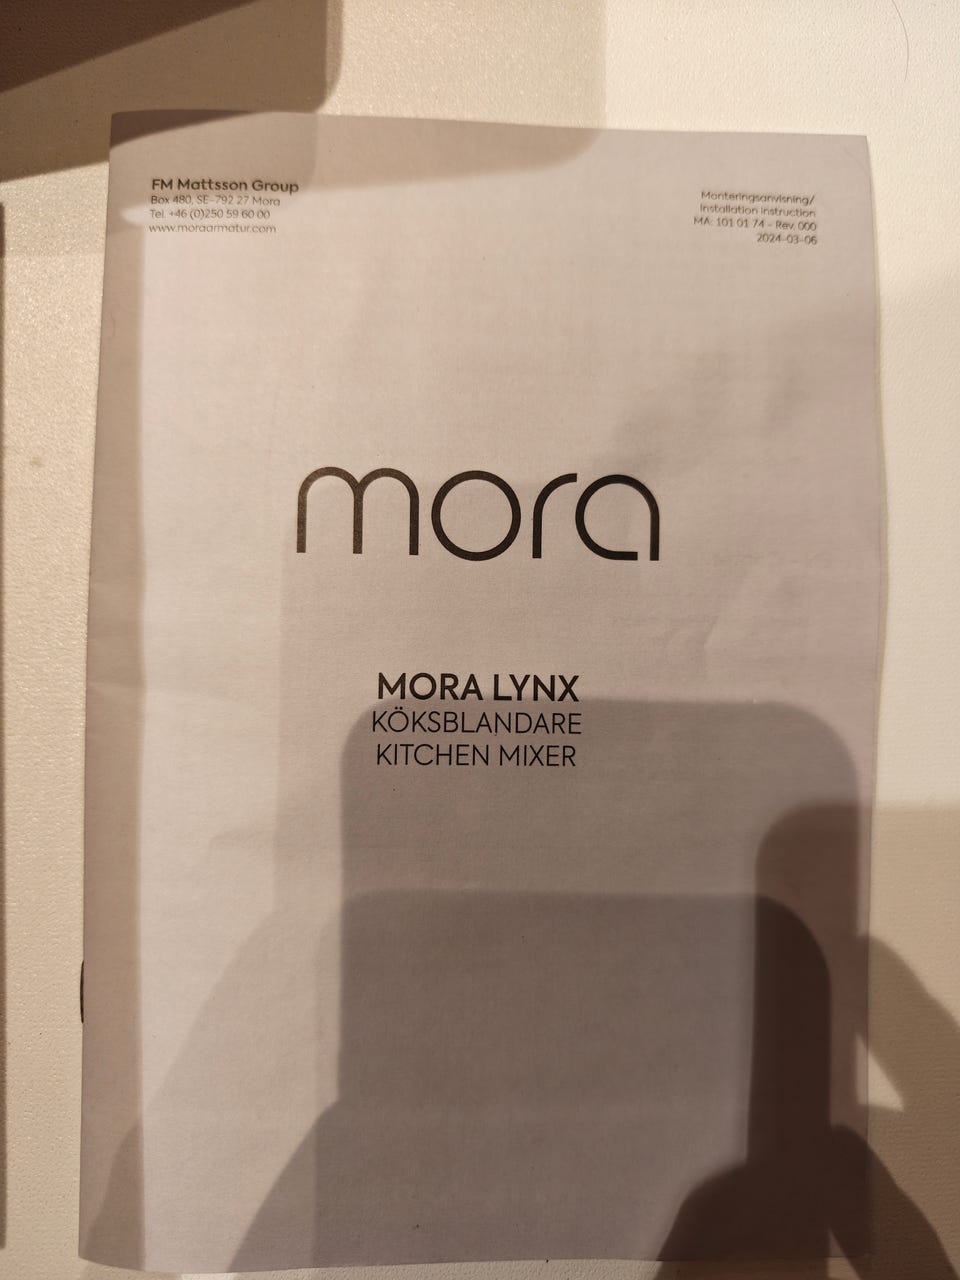 FM Mattsson Group
Box 480, SE-792 27 Mora
Tel. +46 (0)250 59 60 00
www.moraarmatur.com
Monteringsanvisning/
Installation instruction
MA: 101 01 74 - Rev. 000
2024-03-06
mora
MORA LYNX
KÖKSBLANDARE
KITCHEN MIXER